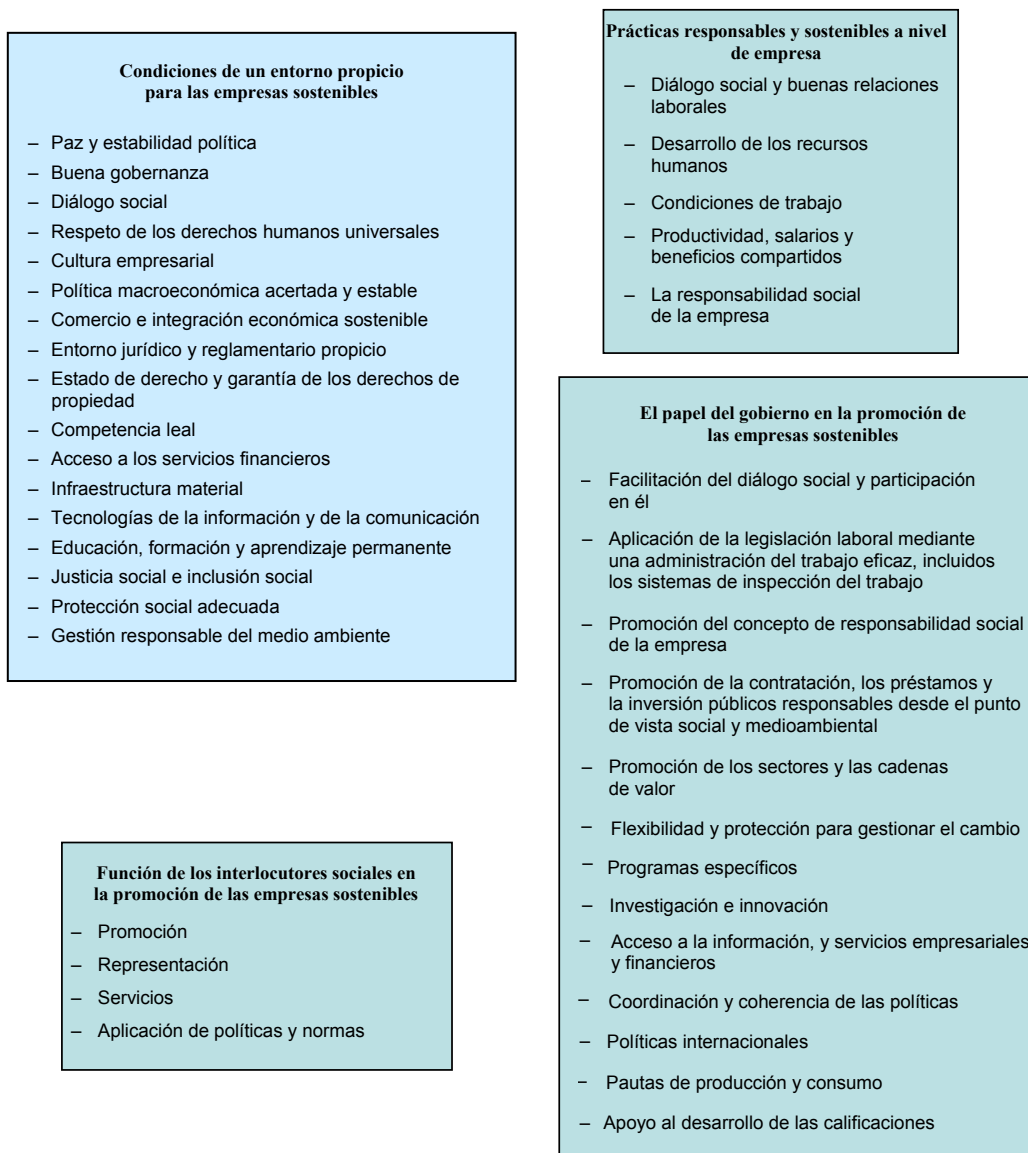 Condiciones de un entorno propicio
para las empresas sostenibles
– Paz y estabilidad política
– Buena gobernanza
– Diálogo social
– Respeto de los derechos humanos universales
– Cultura empresarial
– Política macroeconómica acertada y estable
– Comercio e integración económica sostenible
– Entorno jurídico y reglamentario propicio
– Estado de derecho y garantía de los derechos de
propiedad
– Competencia leal
– Acceso a los servicios financieros
– Infraestructura material
– Tecnologías de la información y de la comunicación
– Educación, formación y aprendizaje permanente
– Justicia social e inclusión social
– Protección social adecuada
– Gestión responsable del medio ambiente
Prácticas responsables y sostenibles a nivel
de empresa
– Diálogo social y buenas relaciones
laborales
– Desarrollo de los recursos
humanos
– Condiciones de trabajo
– Productividad, salarios y
beneficios compartidos
– La responsabilidad social
de la empresa
El papel del gobierno en la promoción de
las empresas sostenibles
– Facilitación del diálogo social y participación
en él
– Aplicación de la legislación laboral mediante
una administración del trabajo eficaz, incluidos
los sistemas de inspección del trabajo
– Promoción del concepto de responsabilidad social
de la empresa
– Promoción de la contratación, los préstamos y
la inversión públicos responsables desde el punto
de vista social y medioambiental
– Promoción de los sectores y las cadenas
de valor
– Flexibilidad y protección para gestionar el cambio
– Programas específicos
– Investigación e innovación
– Acceso a la información, y servicios empresariales
y financieros
– Coordinación y coherencia de las políticas
– Políticas internacionales
– Pautas de producción y consumo
– Apoyo al desarrollo de las calificaciones
Función de los interlocutores sociales en
la promoción de las empresas sostenibles
– Promoción
– Representación
– Servicios
– Aplicación de políticas y normas